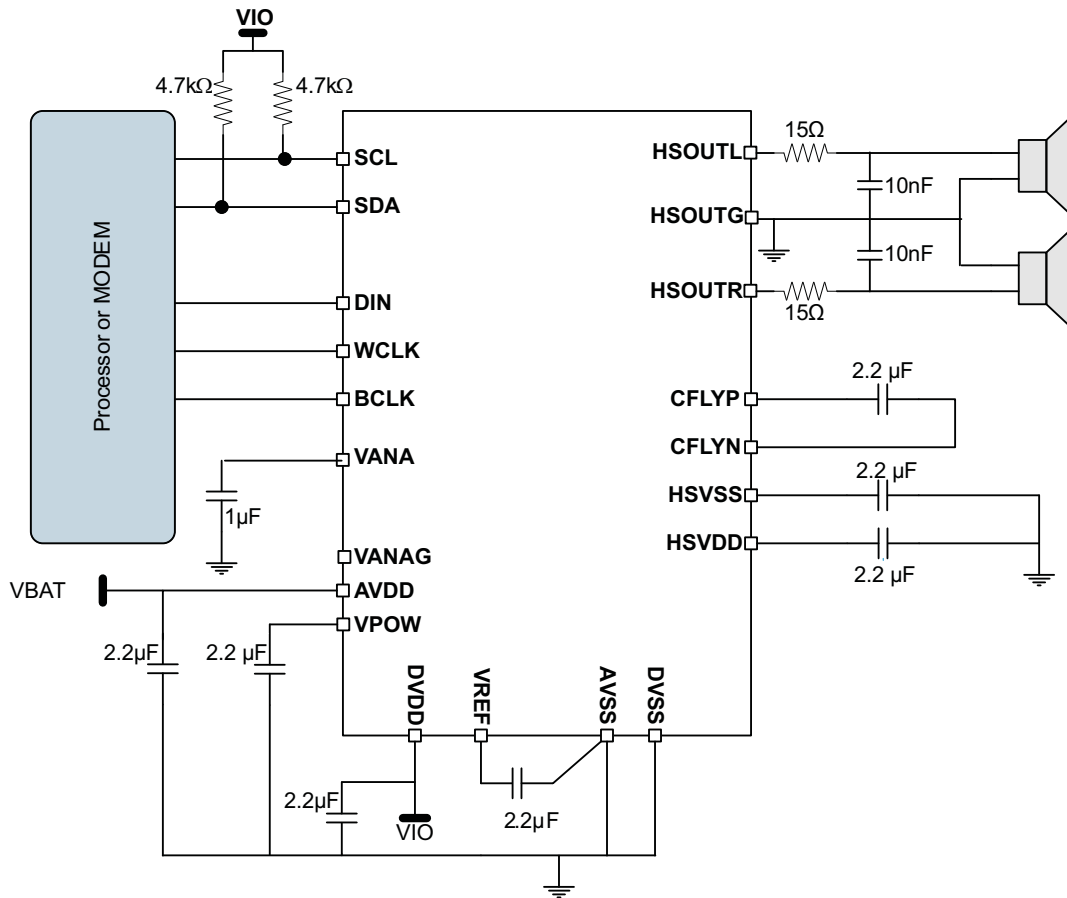 VIO
4.7kΩ
4.7kΩ
Processor or MODEM
SCL
SDA
DIN
WCLK
BCLK
VANA
1µF
VANAG
VBAT
AVDD
VPOW
2.2µF
2.2 µF
DVDD
VREF
AVSS
DVSS
2.2µF
VIO
2.2µF
HSOUTL
15Ω
10nF
HSOUTG
10nF
HSOUTR
15Ω
2.2 µF
CFLYP
CFLYN
2.2 µF
HSVSS
HSVDD
2.2 µF